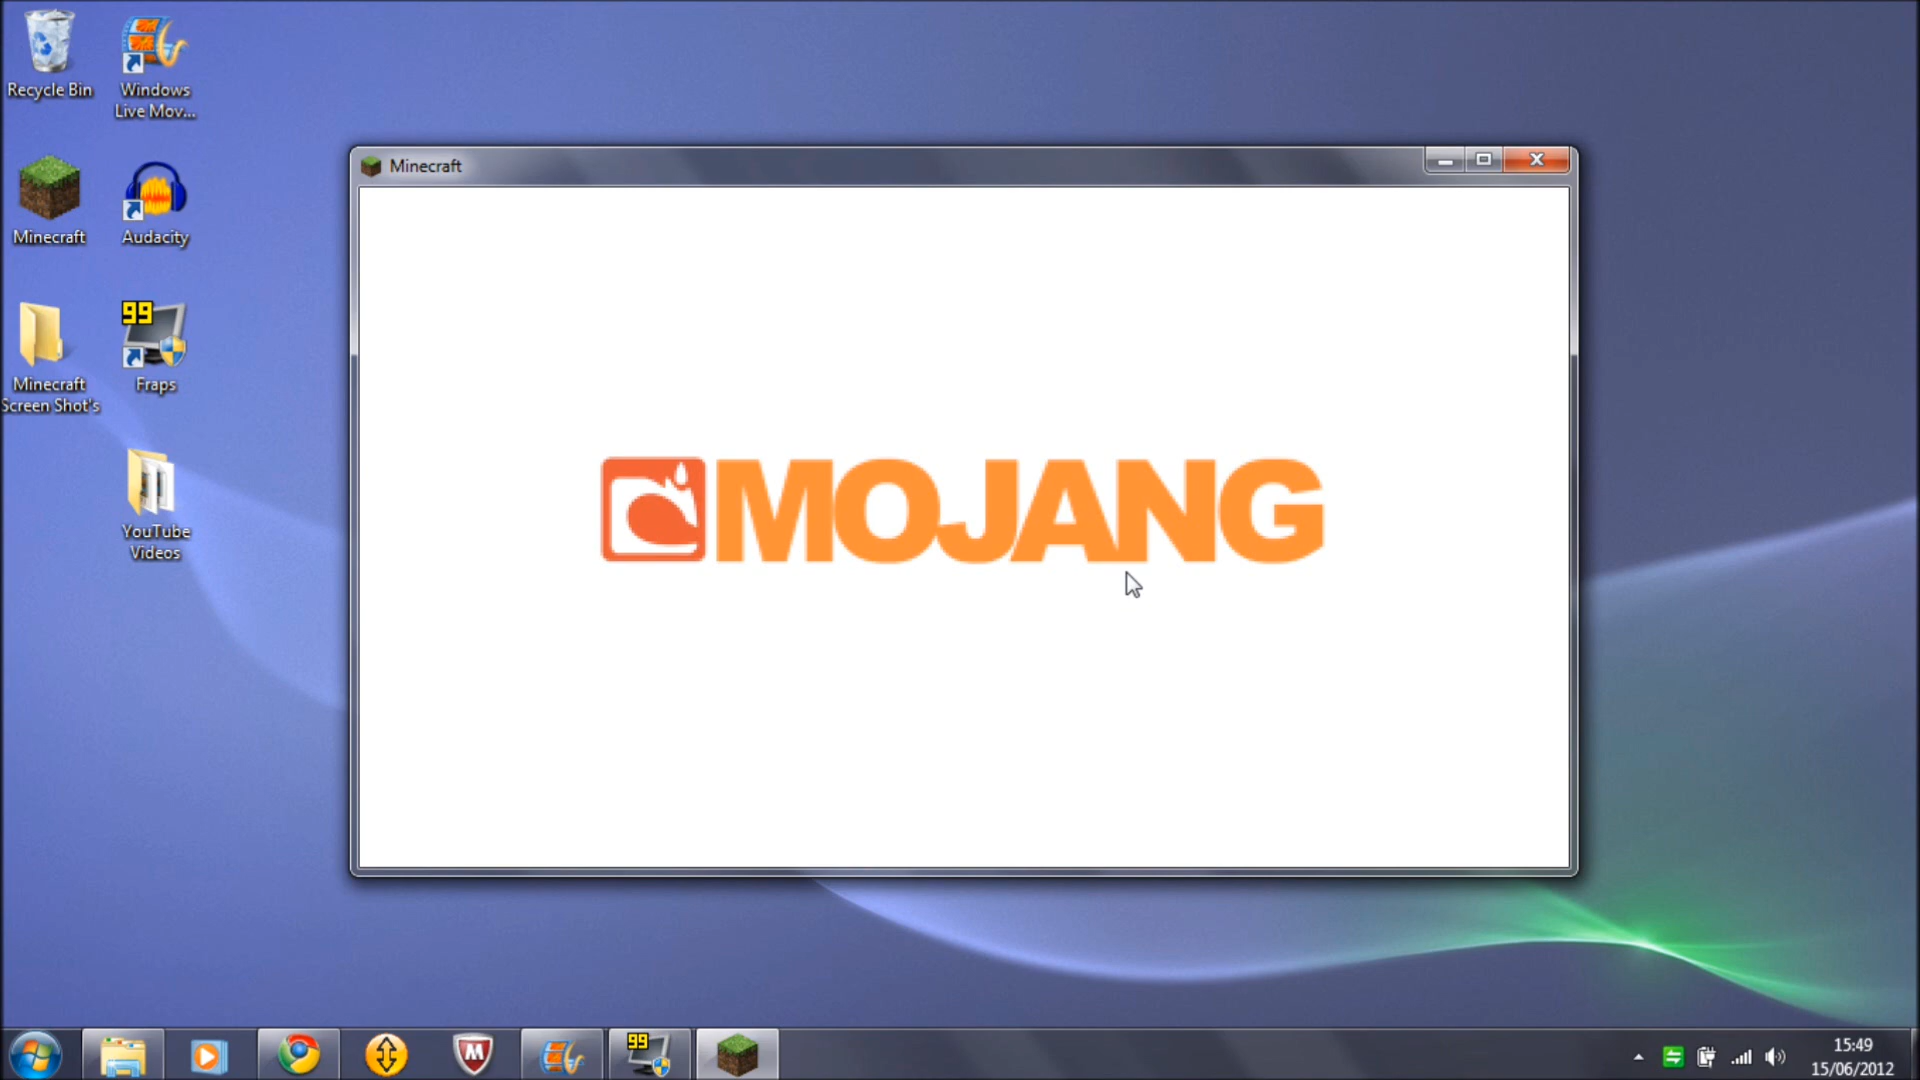 Recycle Bin
Windows
Live Mov...
Minecraft
Audacity
Minecraft
Screen Shot's
99
Fraps
YouTube
Videos
Minecraft
MOJANG
99
15:49
15/06/2012